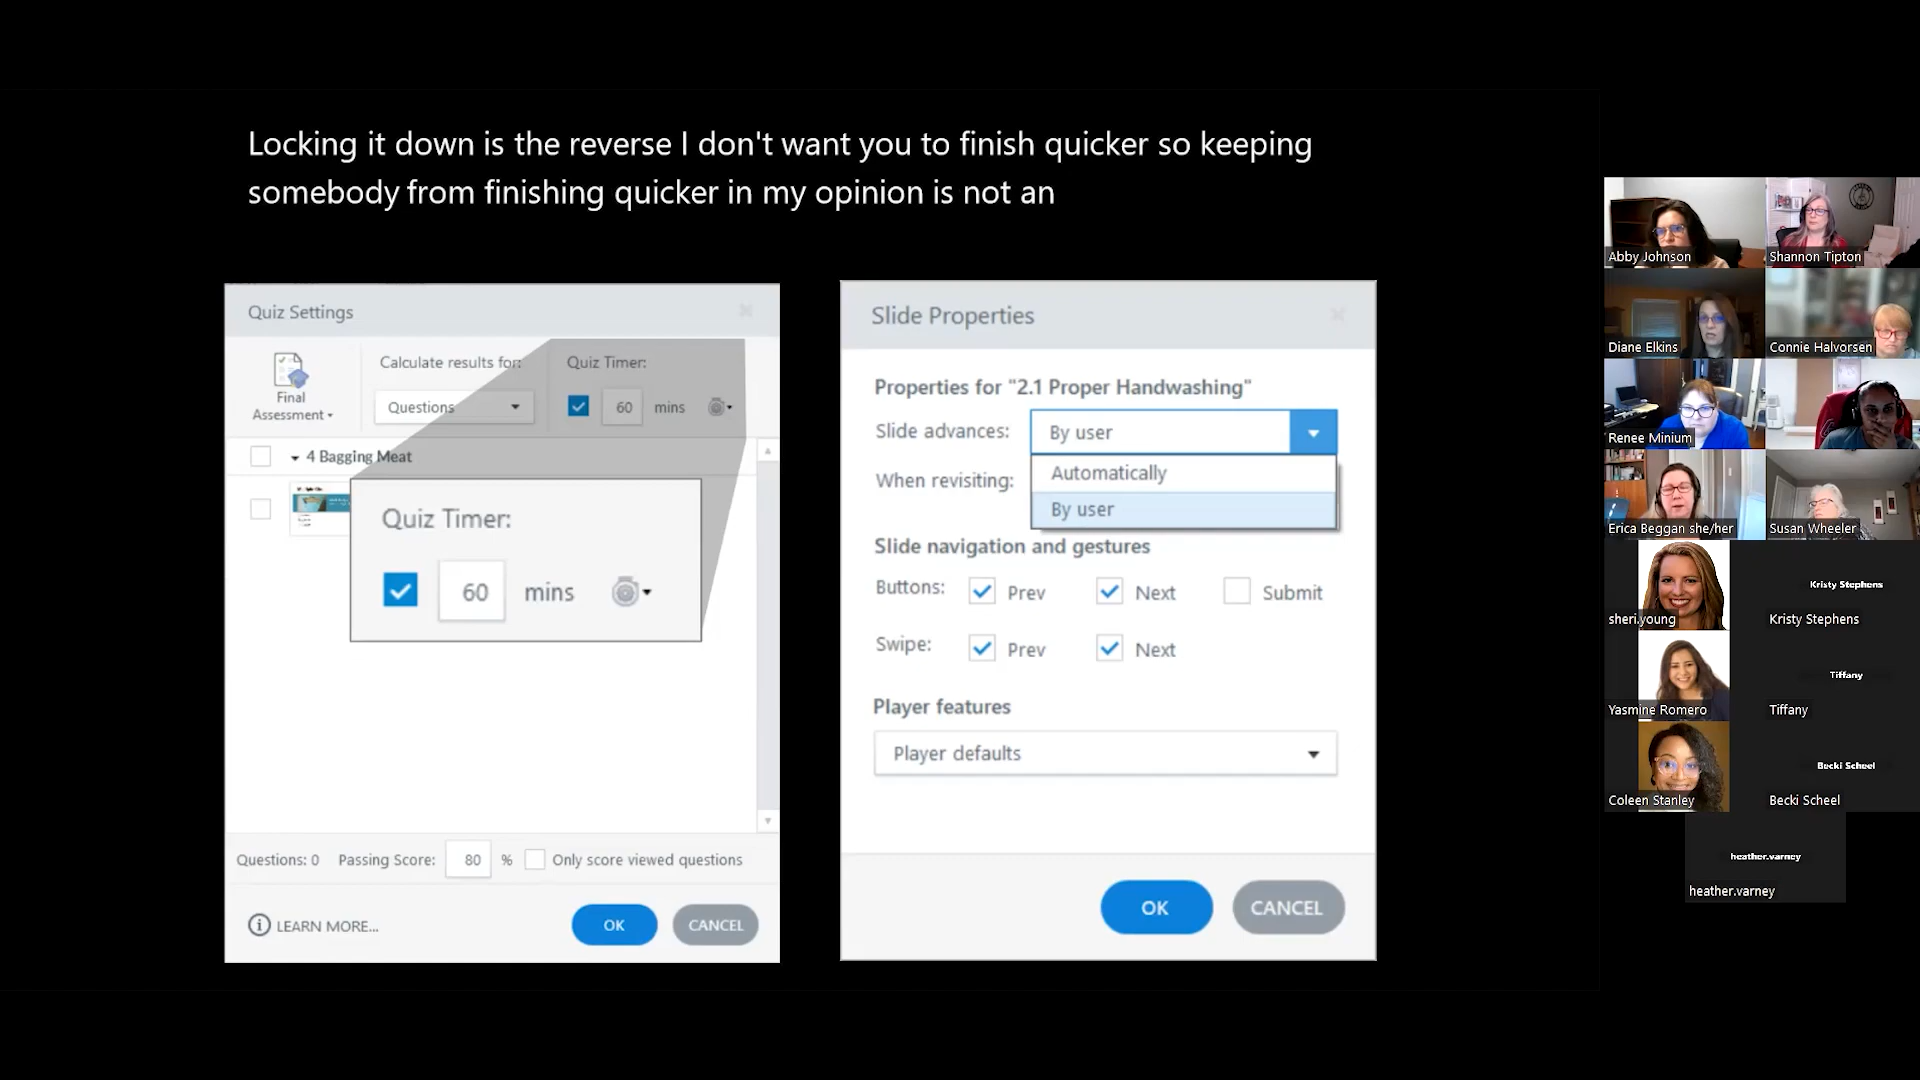 Locking it down is the reverse I don't want you to finish quicker so keeping
somebody from finishing quicker in my opinion is not an
Quiz Settings
Final
Assessment
Calculate results for:
Questions
Quiz Timer:
60 mins
4 Bagging Meat
Quiz Timer:
60 mins
Questions: 0 Passing Score: 80 % Only score viewed questions
LEARN MORE...
OK
CANCEL
Slide Properties
Properties for "2.1 Proper Handwashing"
Slide advances: By user
Automatically
When revisiting:
By user
Slide navigation and gestures
Buttons: Prev Next Submit
Swipe: Prev Next
Player features
Player defaults
OK
CANCEL
Abby Johnson
Shannon Tipton
Diane Elkins
Connie Halvorsen
Renee Minium
Erica Beggan she/her
Susan Wheeler
sheri.young
Kristy Stephens
Kristy Stephens
Yasmine Romero
Tiffany
Tiffany
Coleen Stanley
Becki Scheel
Becki Scheel
heather.varney
heather.varney